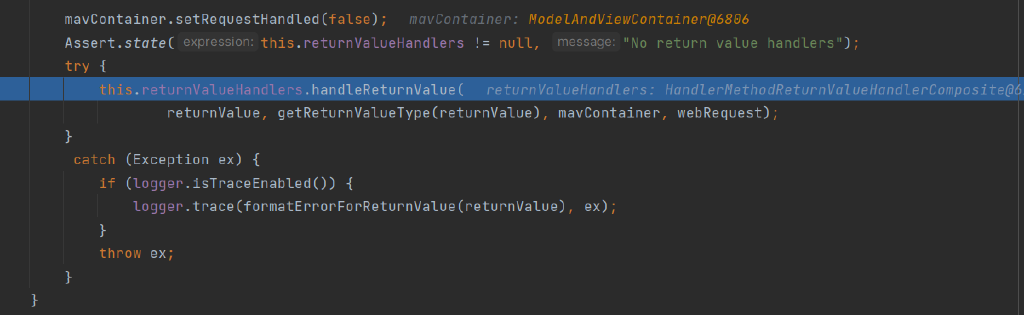 mavContainer.setRequestHandled(false);   mavContainer: ModelAndViewContainer@6806
Assert.state( expression: this.returnValueHandlers != null,  message: "No return value handlers");
try {
this.returnValueHandlers.handleReturnValue(   returnValueHandlers: HandlerMethodReturnValueHandlerComposite@6
returnValue, getReturnValueType(returnValue), mavContainer, webRequest);
}
catch (Exception ex) {
if (logger.isTraceEnabled()) {
logger.trace(formatErrorForReturnValue(returnValue), ex);
}
throw ex;
}
}